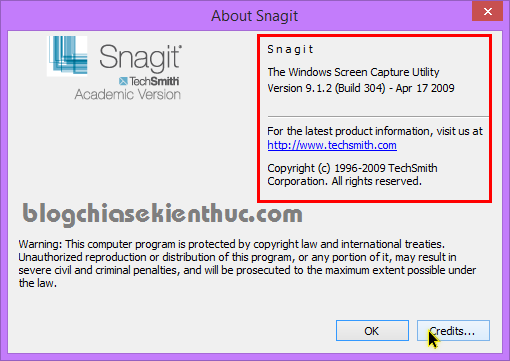 About Snagit
Snagit®
TechSmith
Academic Version
Snagit
The Windows Screen Capture Utility
Version 9.1.2 (Build 304) - Apr 17 2009
For the latest product information, visit us at
http://www.techsmith.com
Copyright (c) 1996-2009 TechSmith
Corporation. All rights reserved.
blogchiasekienthuc.com
Warning: This computer program is protected by copyright law and international treaties.
Unauthorized reproduction or distribution of this program, or any portion of it, may result in
severe civil and criminal penalties, and will be prosecuted to the maximum extent possible under
the law.
OK
Credits...